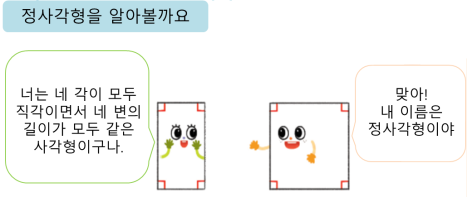 정사각형을 알아볼까요
너는 네 각이 모두
직각이면서 네 변의
길이가 모두 같은
사각형이구나.
맞아!
내 이름은
정사각형이야